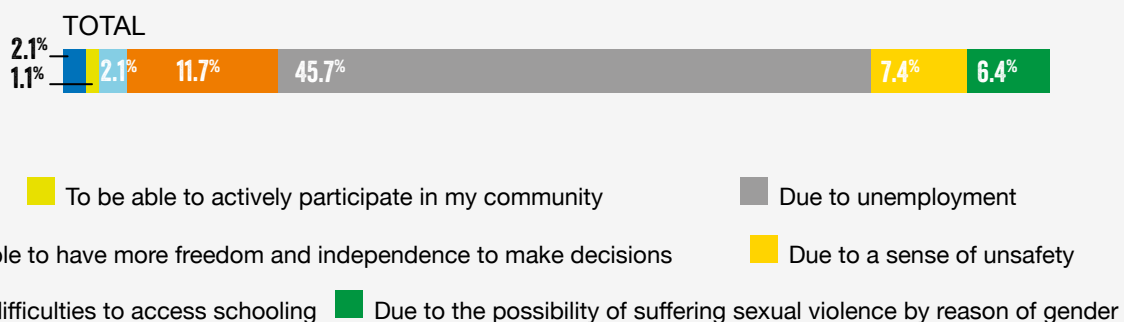 TOTAL
2.1%
1.1%
2.1% 11.7% 45.7% 7.4% 6.4%
To be able to actively participate in my community Due to unemployment
ble to have more freedom and independence to make decisions Due to a sense of unsafety
difficulties to access schooling Due to the possibility of suffering sexual violence by reason of gender